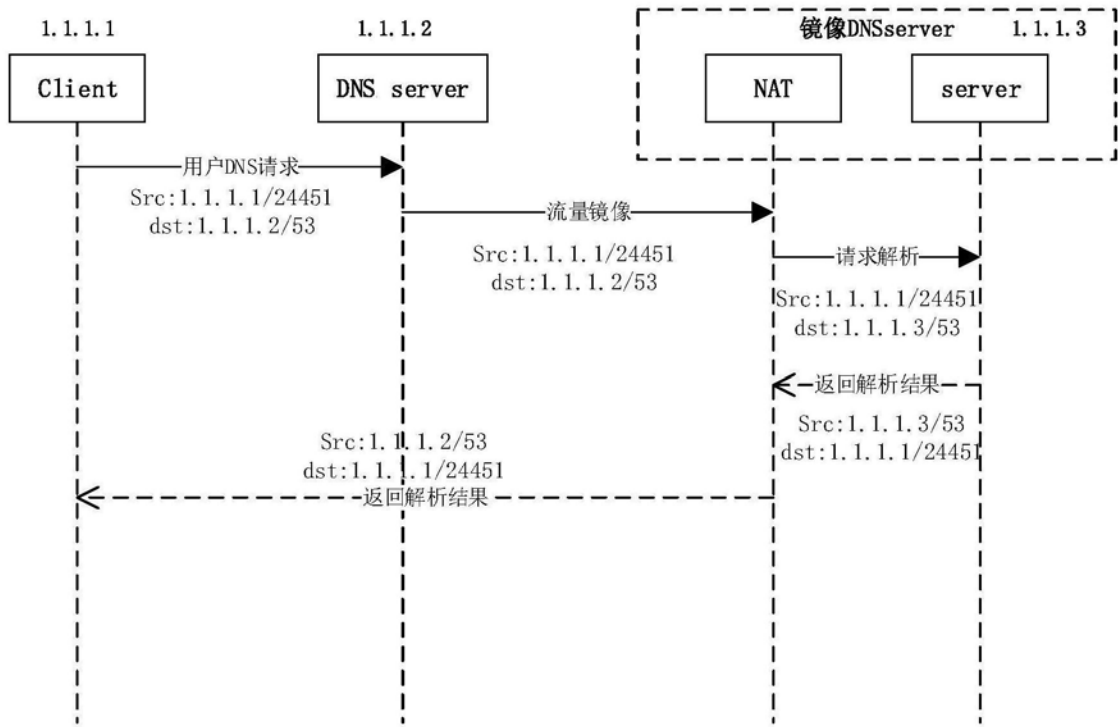 1.1.1.1
1.1.1.2
镜像DNSserver
1.1.1.3
Client
DNS server
NAT
server
用户DNS请求
Src:1.1.1.1/24451
dst:1.1.1.2/53
流量镜像
Src:1.1.1.1/24451
dst:1.1.1.2/53
请求解析
Src:1.1.1.1/24451
dst:1.1.1.3/53
返回解析结果
Src:1.1.1.3/53
dst:1.1.1.1/24451
Src:1.1.1.2/53
dst:1.1.1.1/24451
返回解析结果